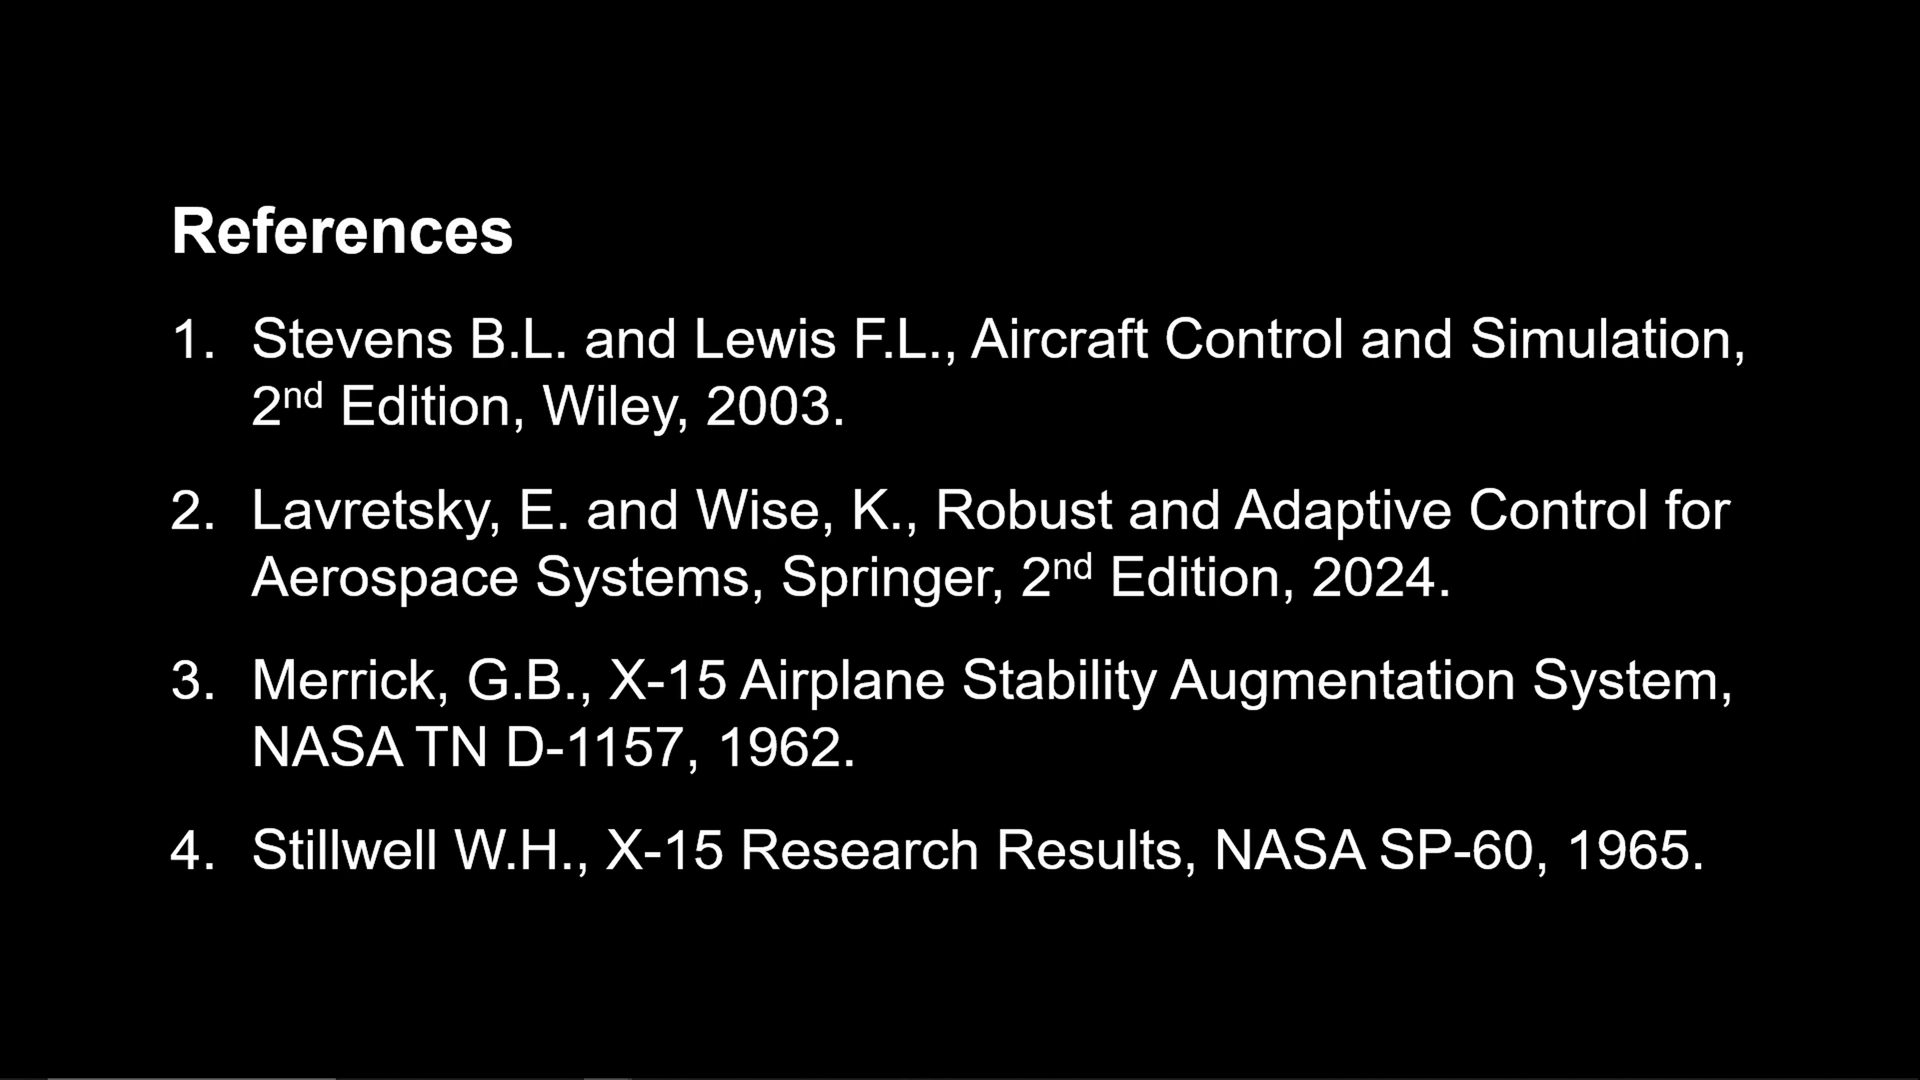 References
1. Stevens B.L. and Lewis F.L., Aircraft Control and Simulation,
2nd Edition, Wiley, 2003.
2. Lavretsky, E. and Wise, K., Robust and Adaptive Control for
Aerospace Systems, Springer, 2nd Edition, 2024.
3. Merrick, G.B., X-15 Airplane Stability Augmentation System,
NASA TN D-1157, 1962.
4. Stillwell W.H., X-15 Research Results, NASA SP-60, 1965.